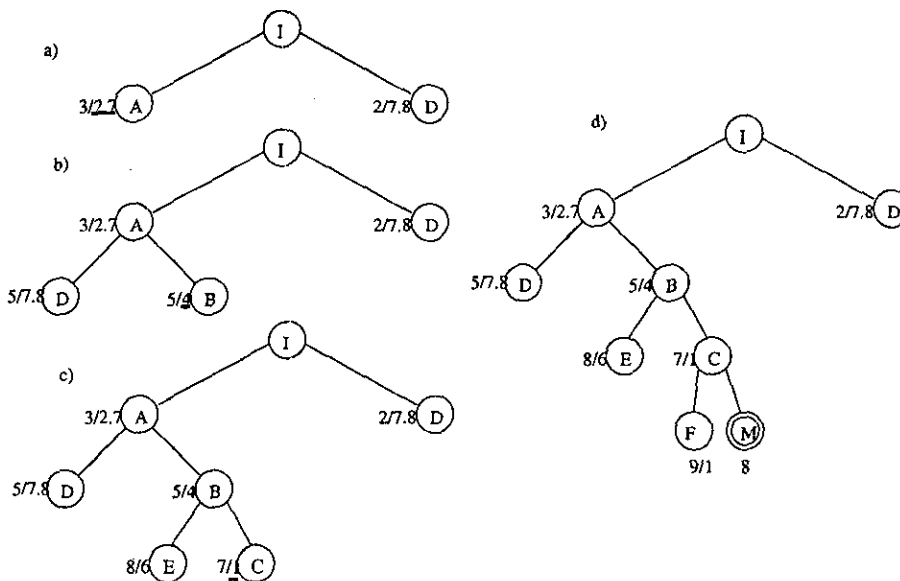 a)
I
3/2.7 A
2/7.8 D
b)
I
3/2.7 A
2/7.8 D
5/7.8 D
5/4 B
c)
I
3/2.7 A
2/7.8 D
5/7.8 D
5/4 B
8/6 E
7/1 C
d)
I
3/2.7 A
2/7.8 D
5/7.8 D
5/4 B
8/6 E
7/1 C
F
M
9/1
8